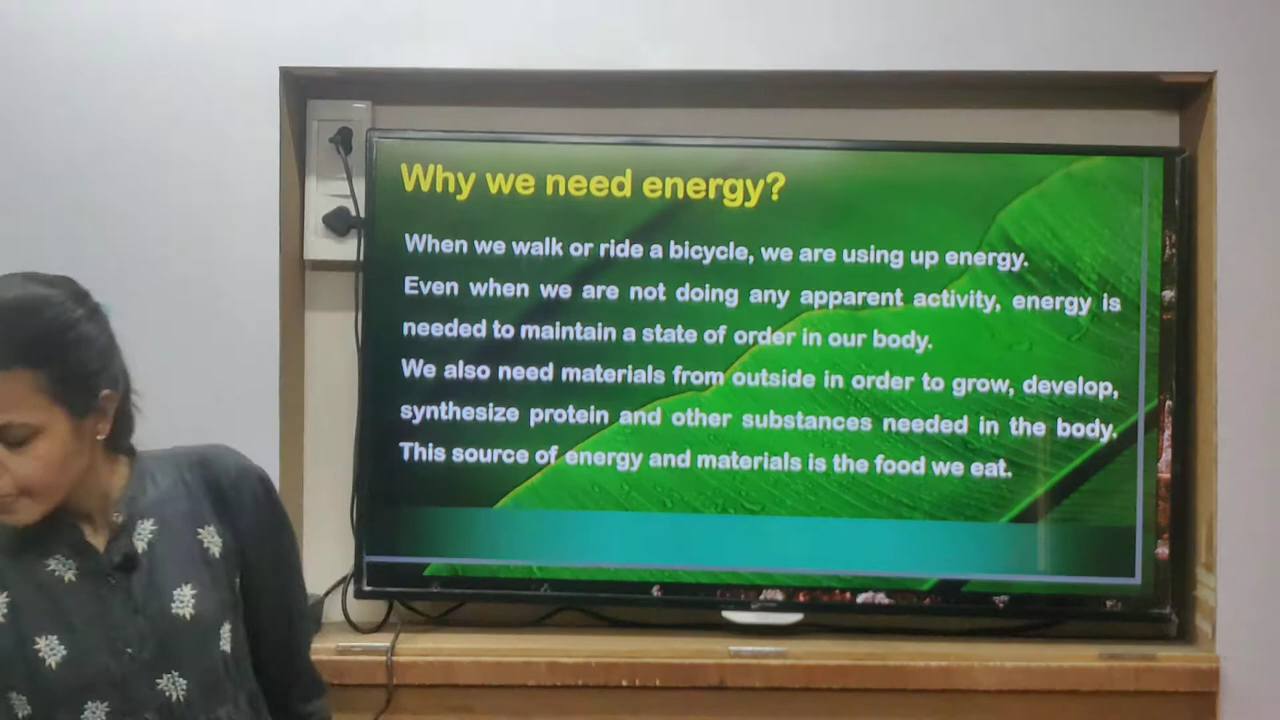 Why we need energy?
When we walk or ride a bicycle, we are using up energy.
Even when we are not doing any apparent activity, energy is
needed to maintain a state of order in our body.
We also need materials from outside in order to grow, develop,
synthesize protein and other substances needed in the body.
This source of energy and materials is the food we eat.